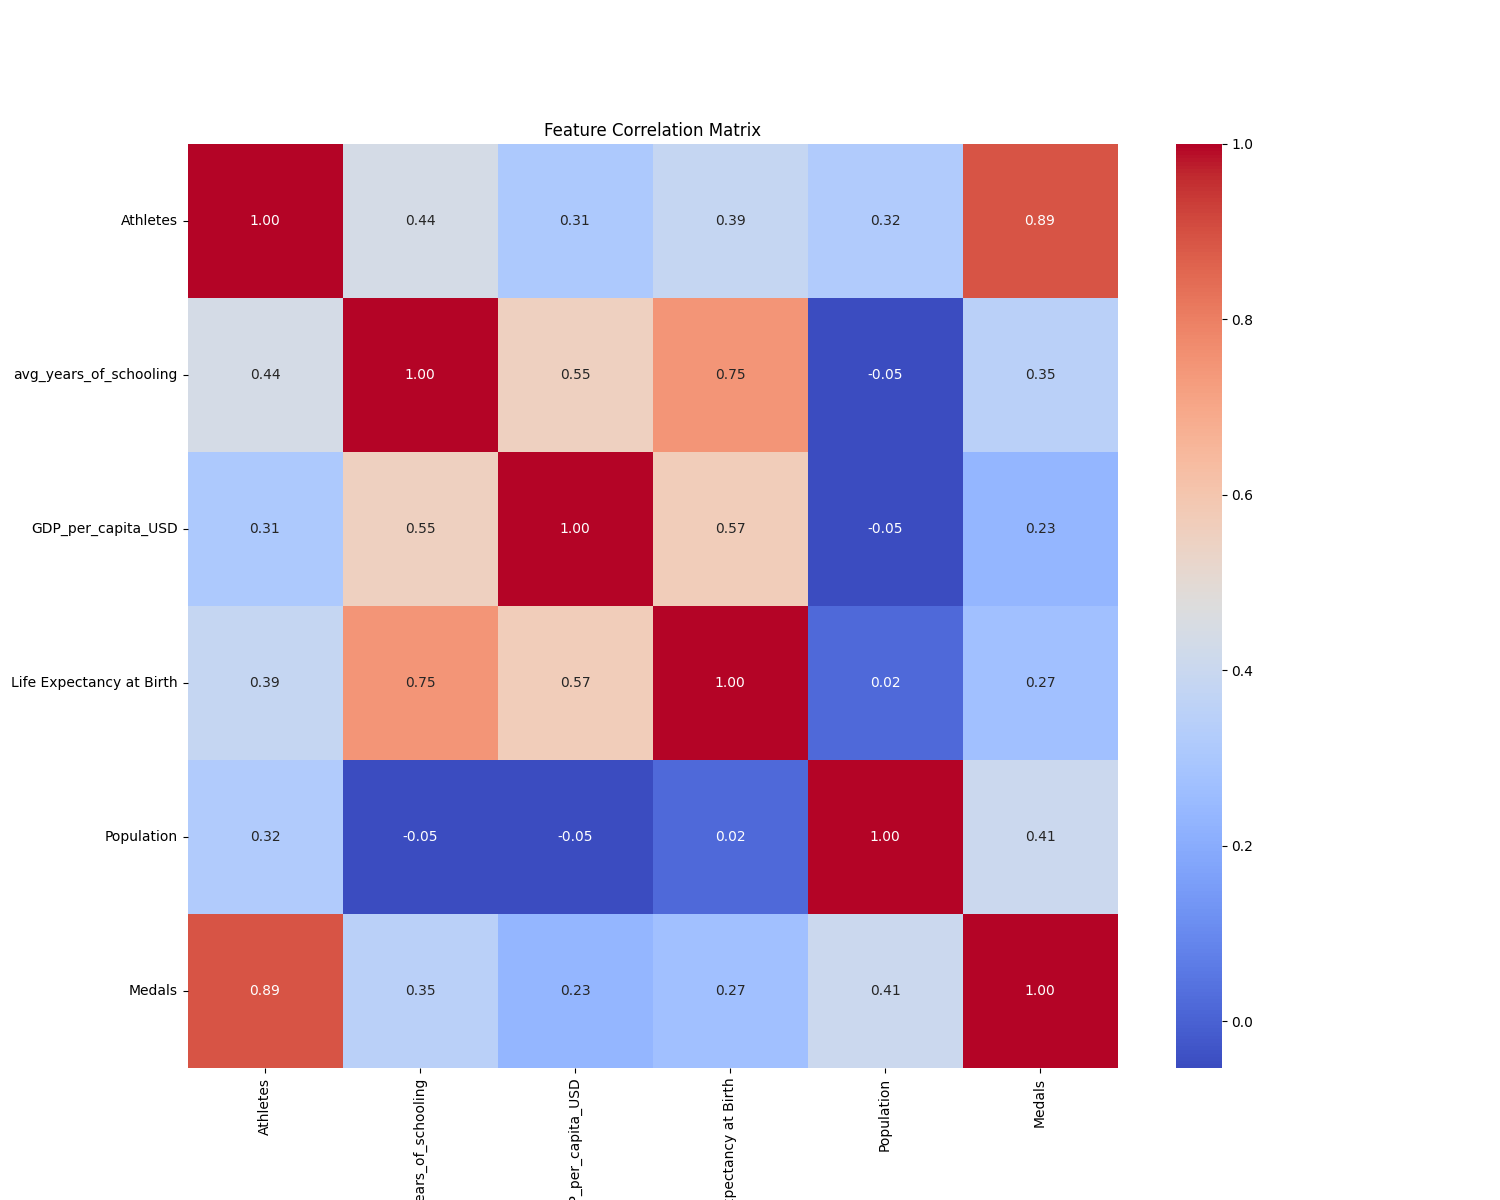 Feature Correlation Matrix
Athletes 1.00 0.44 0.31 0.39 0.32 0.89
avg_years_of_schooling 0.44 1.00 0.55 0.75 -0.05 0.35
GDP_per_capita_USD 0.31 0.55 1.00 0.57 -0.05 0.23
Life Expectancy at Birth 0.39 0.75 0.57 1.00 0.02 0.27
Population 0.32 -0.05 -0.05 0.02 1.00 0.41
Medals 0.89 0.35 0.23 0.27 0.41 1.00
Athletes
ears_of_schooling
P_per_capita_USD
pectancy at Birth
Population
Medals
1.0
0.8
0.6
0.4
0.2
0.0